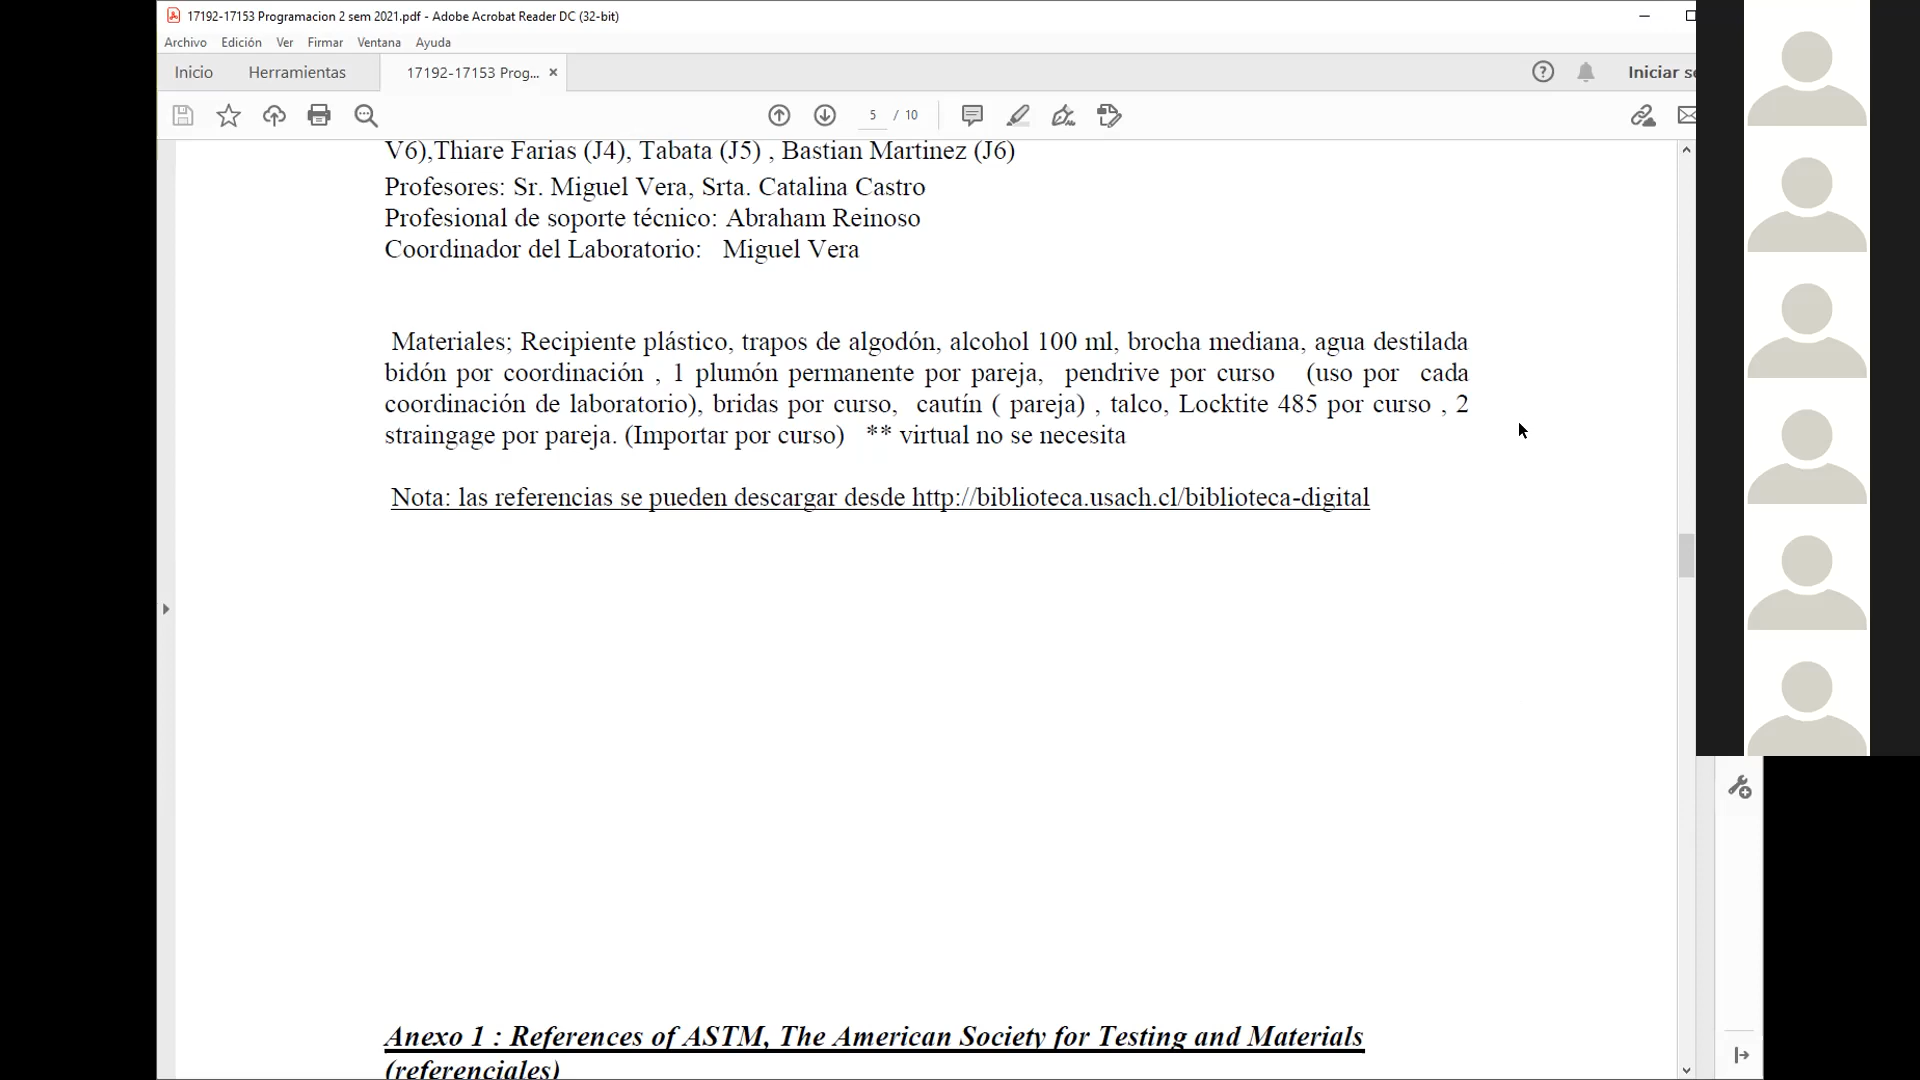 17192-17153 Programacion 2 sem 2021.pdf - Adobe Acrobat Reader DC (32-bit)
Archivo Edición Ver Firmar Ventana Ayuda
Inicio Herramientas 17192-17153 Prog... × Iniciar se
5 / 10
V6),Thiare Farias (J4), Tabata (J5) , Bastian Martinez (J6)
Profesores: Sr. Miguel Vera, Srta. Catalina Castro
Profesional de soporte técnico: Abraham Reinoso
Coordinador del Laboratorio: Miguel Vera
Materiales; Recipiente plástico, trapos de algodón, alcohol 100 ml, brocha mediana, agua destilada
bidón por coordinación , 1 plumón permanente por pareja, pendrive por curso (uso por cada
coordinación de laboratorio), bridas por curso, cautín ( pareja) , talco, Locktite 485 por curso , 2
straingage por pareja. (Importar por curso) ** virtual no se necesita
Nota: las referencias se pueden descargar desde http://biblioteca.usach.cl/biblioteca-digital
Anexo 1 : References of ASTM, The American Society for Testing and Materials
(referenciales)